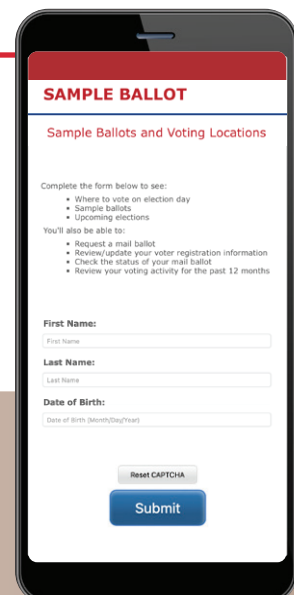 SAMPLE BALLOT
Sample Ballots and Voting Locations
Complete the form below to see:
▪ Where to vote on election day
▪ Sample ballots
▪ Upcoming elections
You'll also be able to:
▪ Request a mail ballot
▪ Review/update your voter registration information
▪ Check the status of your mail ballot
▪ Review your voting activity for the past 12 months
First Name:
First Name
Last Name:
Last Name
Date of Birth:
Date of Birth (Month/Day/Year)
Reset CAPTCHA
Submit